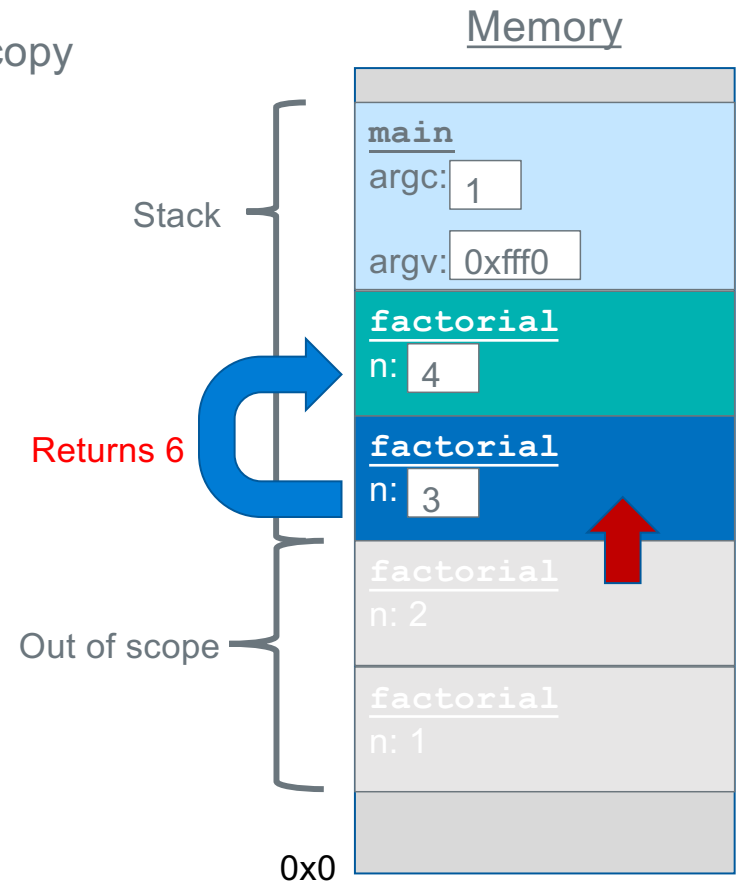 Memory
copy
main
argc: 1
Stack
argv: 0xfff0
factorial
n: 4
Returns 6
factorial
n: 3
factorial
n: 2
Out of scope
factorial
n: 1
0x0